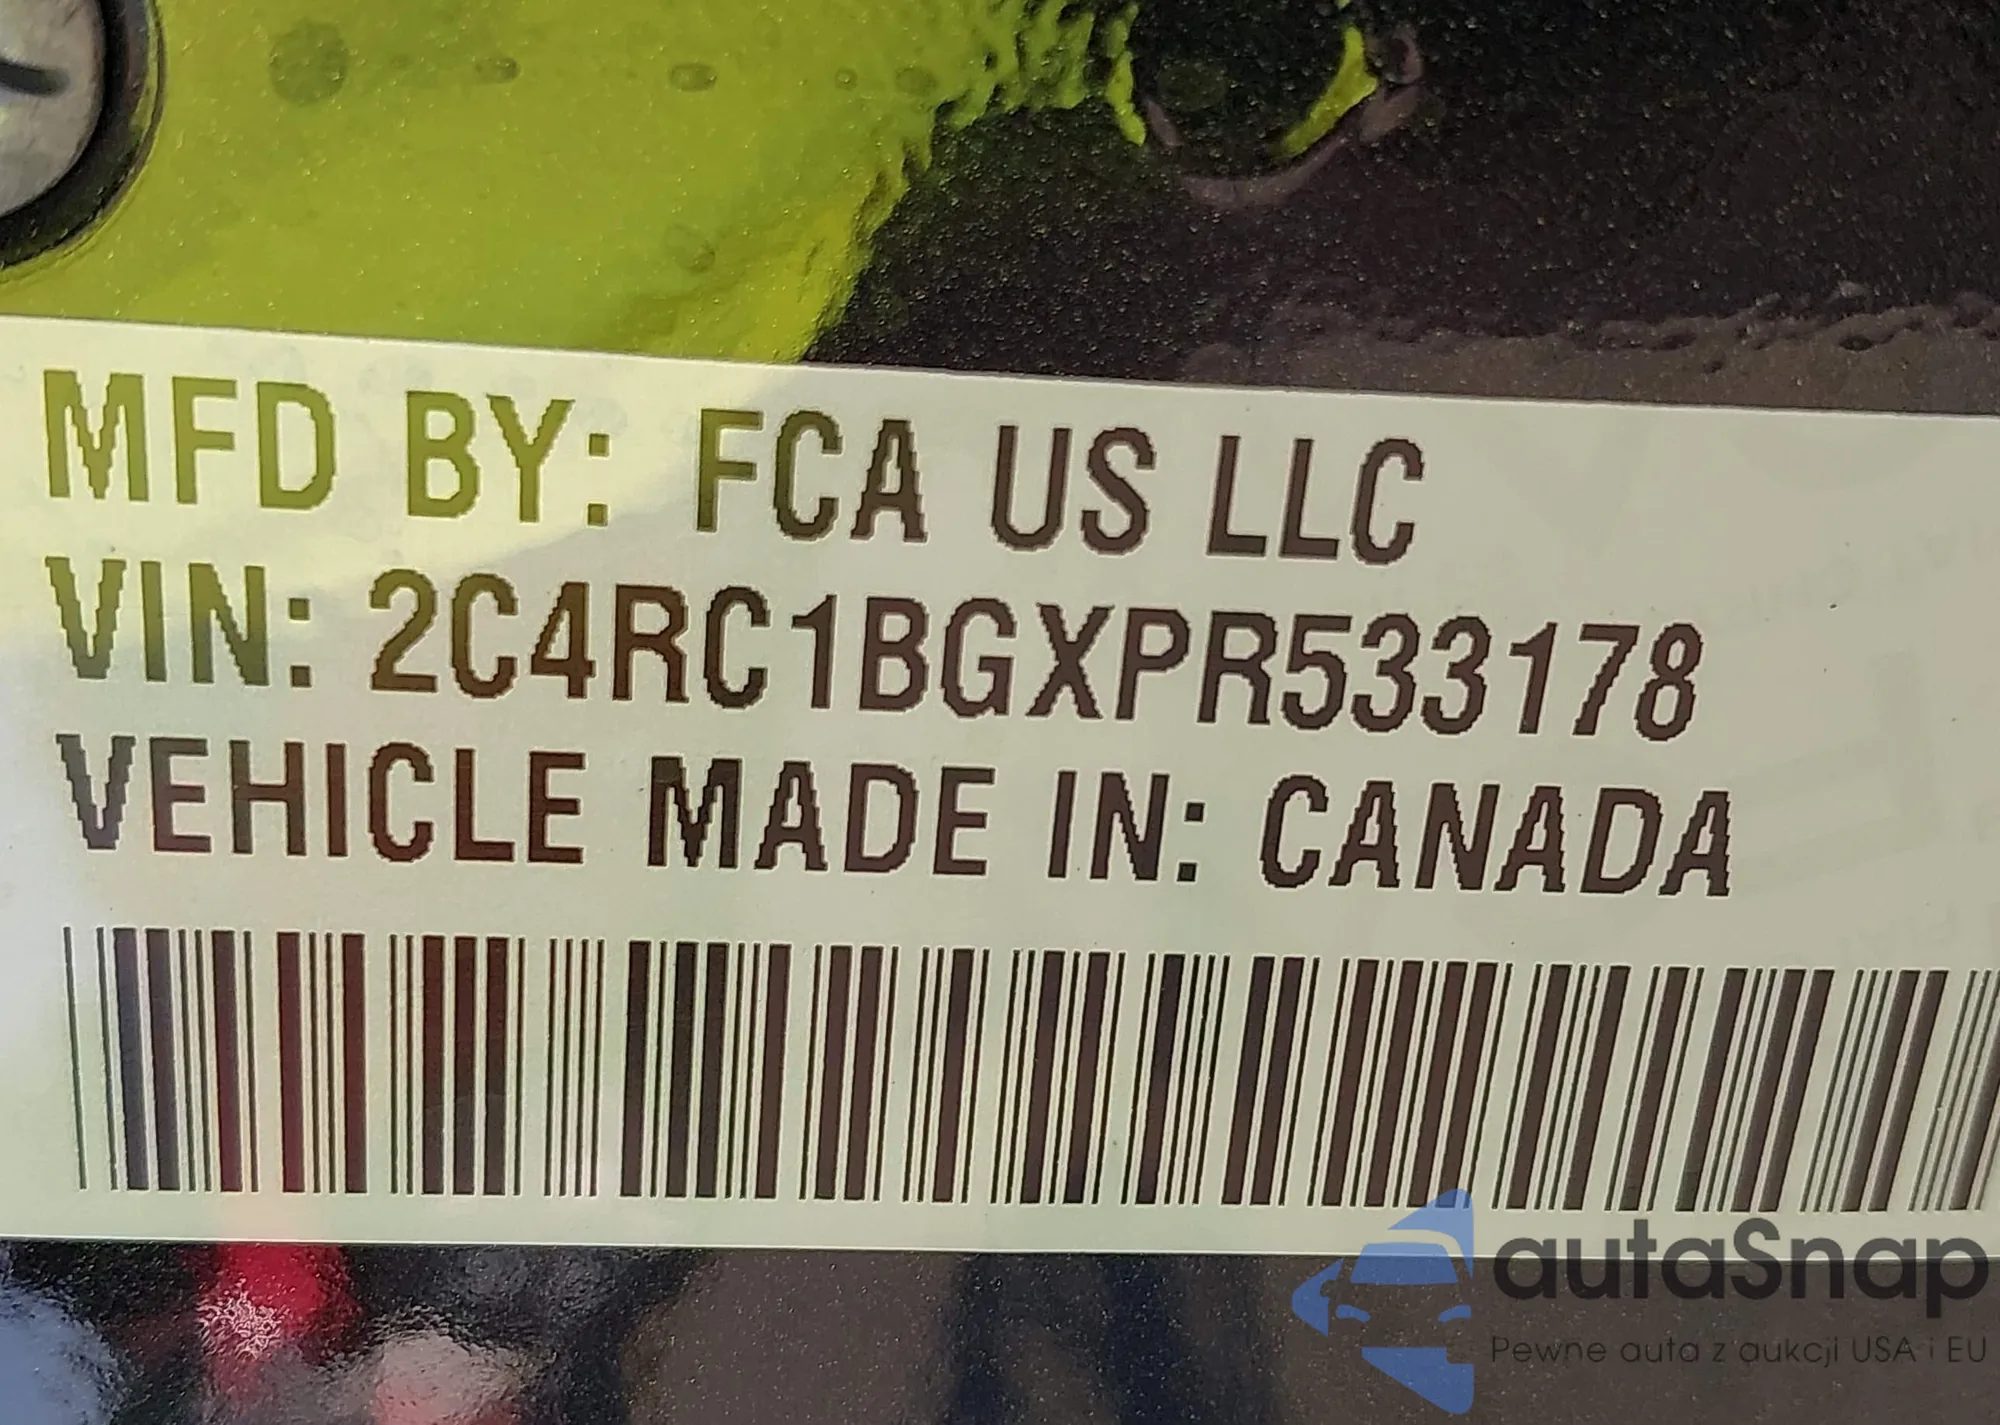 MFD BY: FCA US LLC
VIN: 2C4RC1BGXPR533178
VEHICLE MADE IN: CANADA
autaSnap
Pewne auta z aukcji USA i EU